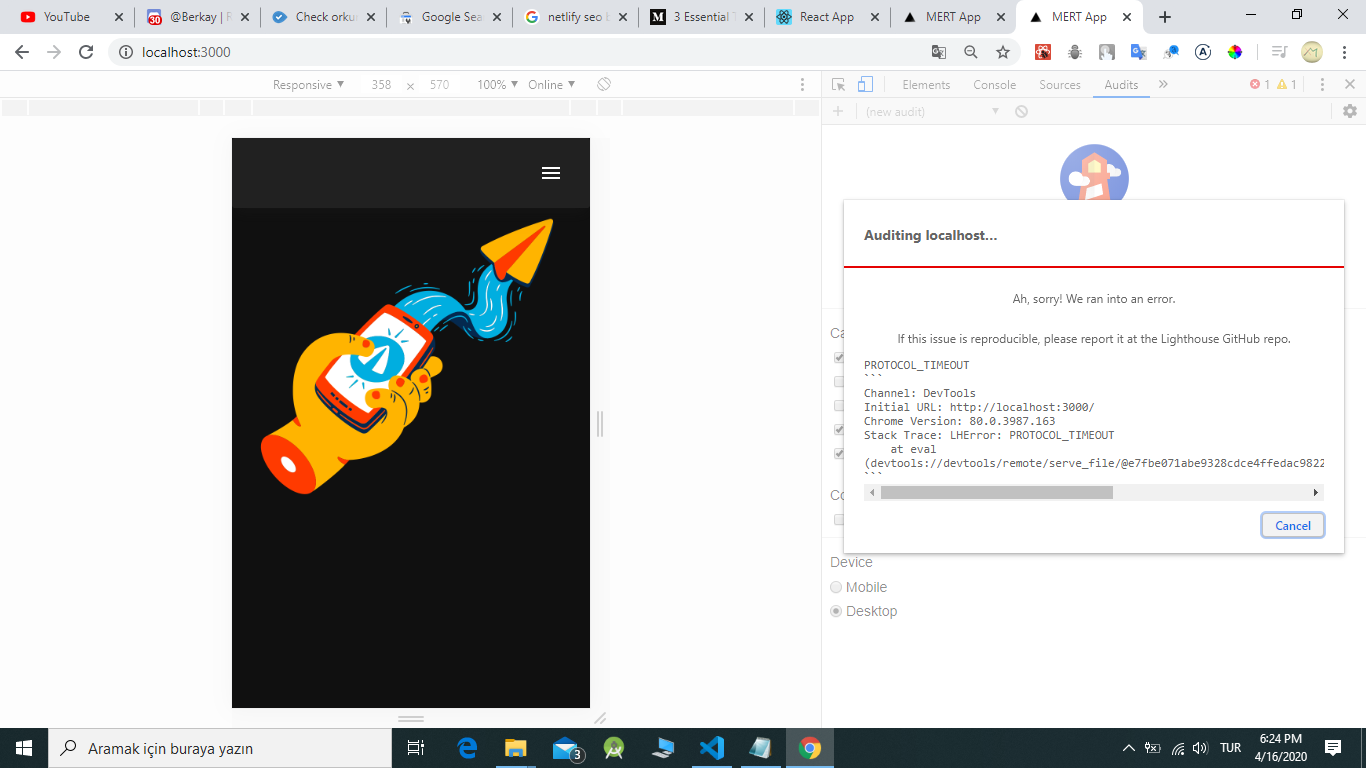 YouTube
@Berkay | R
Check orku
Google Sea
netlify seo b
3 Essential T
React App
MERT App
MERT App
localhost:3000
Responsive
358
×
570
100%
Online
Elements
Console
Sources
Audits
»
1
1
+
(new audit)
Auditing localhost...
Ah, sorry! We ran into an error.
If this issue is reproducible, please report it at the Lighthouse GitHub repo.
PROTOCOL_TIMEOUT
```
Channel: DevTools
Initial URL: http://localhost:3000/
Chrome Version: 80.0.3987.163
Stack Trace: LHError: PROTOCOL_TIMEOUT
at eval
(devtools://devtools/remote/serve_file/@e7fbe071abe9328cdce4ffedac9822
```
Cancel
Ca
Co
Device
Mobile
Desktop
Aramak için buraya yazın
3
TUR
6:24 PM
4/16/2020